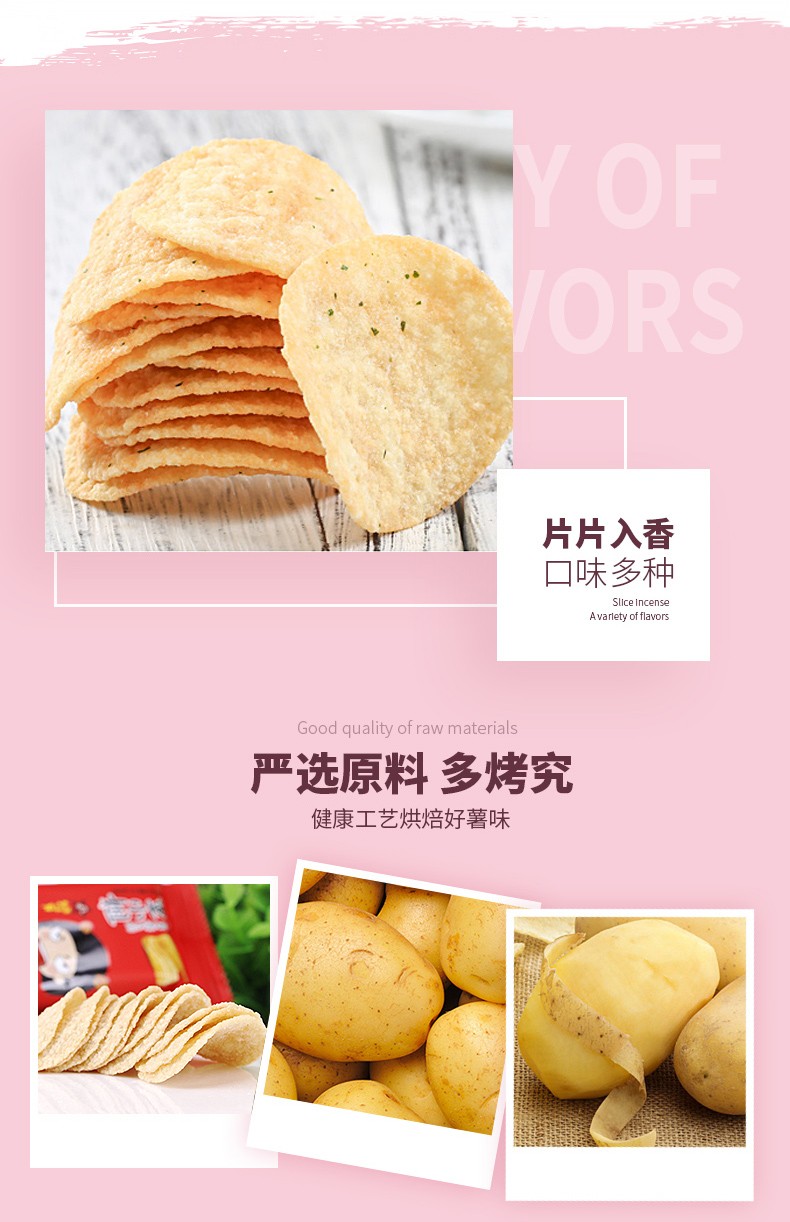 Y OF
VORS
片片入香
口味多种
Slice incense
A variety of flavors
Good quality of raw materials
严选原料 多烤究
健康工艺烘焙好薯味